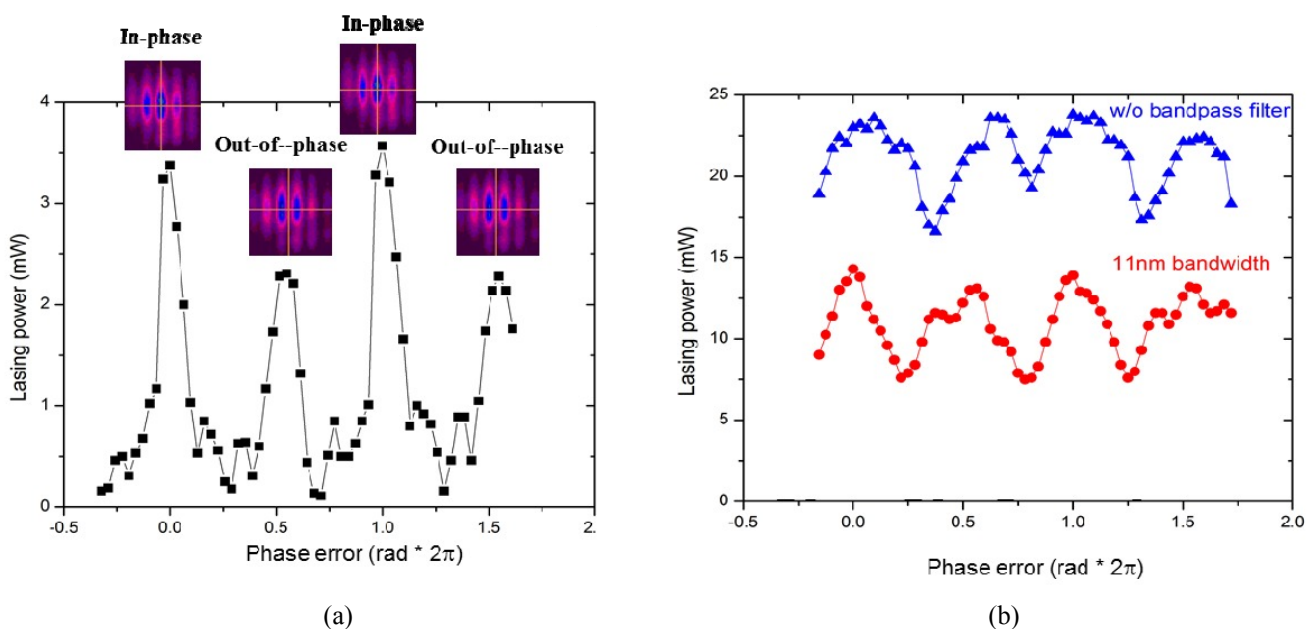 In-phase
In-phase
Out-of--phase
Out-of--phase
4
3
2
1
0
-0.5
0.0
0.5
1.0
1.5
2.
Lasing power (mW)
Phase error (rad * 2π)
(a)
25
20
15
10
5
0
-0.5
0.0
0.5
1.0
1.5
2.0
w/o bandpass filter
11nm bandwidth
Lasing power (mW)
Phase error (rad * 2π)
(b)